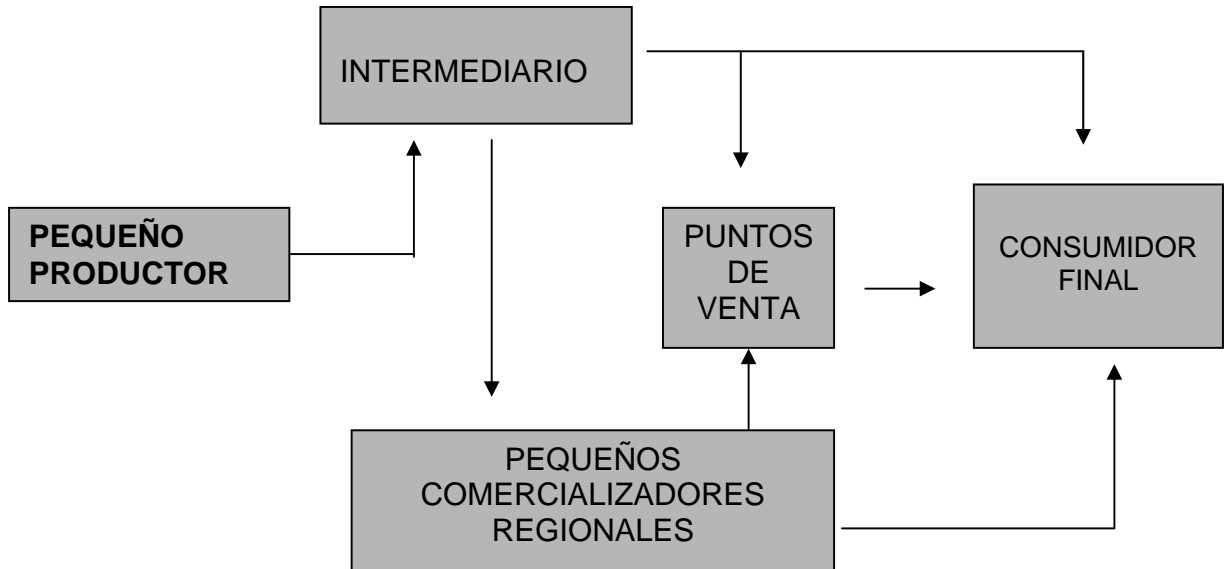 INTERMEDIARIO
PEQUEÑO
PRODUCTOR
PUNTOS
DE
VENTA
CONSUMIDOR
FINAL
PEQUEÑOS
COMERCIALIZADORES
REGIONALES